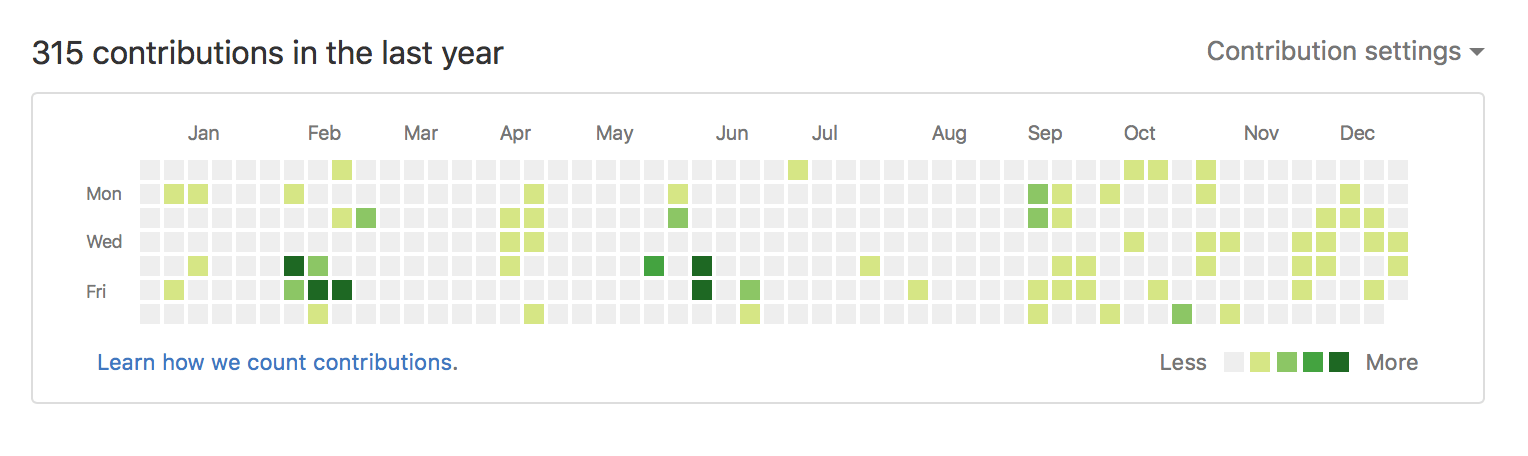 315 contributions in the last year
Contribution settings
Jan Feb Mar Apr May Jun Jul Aug Sep Oct Nov Dec
Mon
Wed
Fri
Learn how we count contributions.
Less More